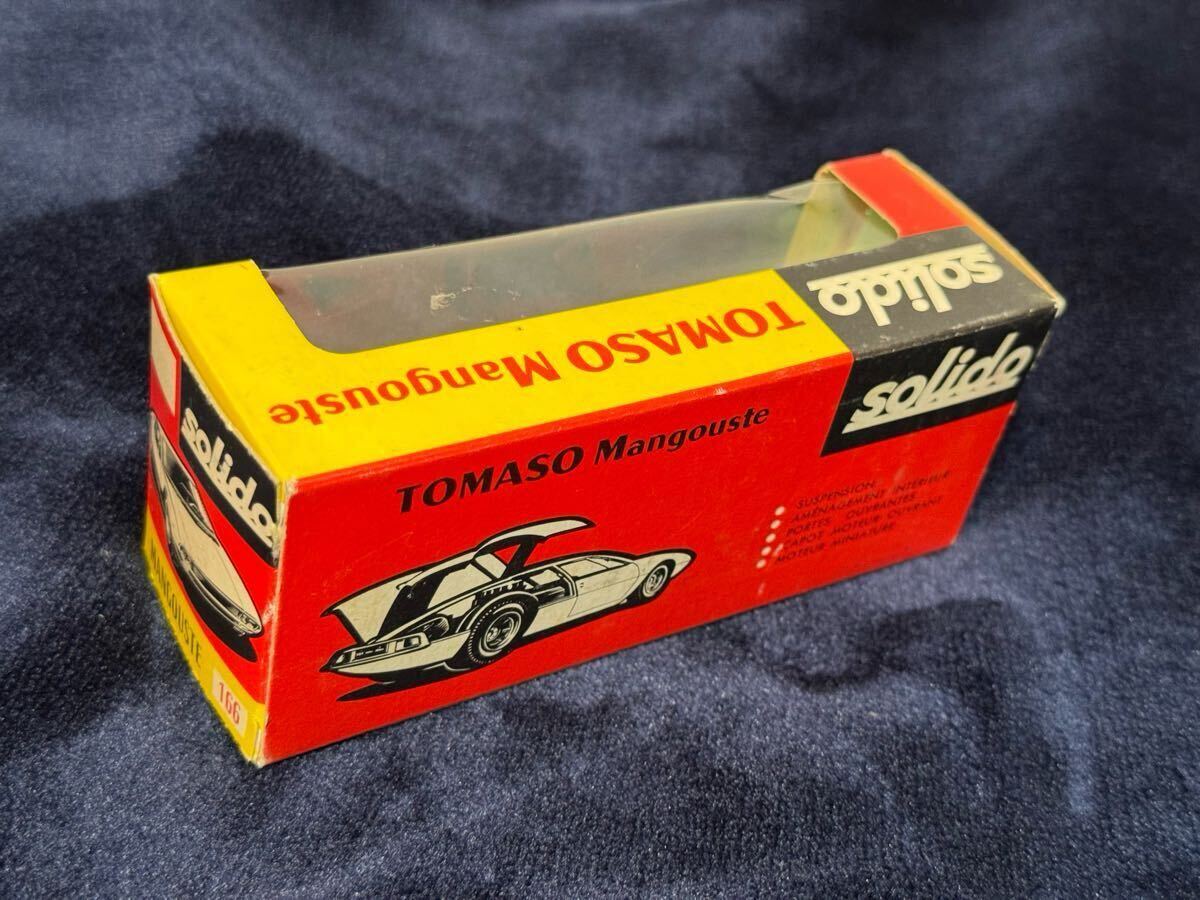 solido
TOMASO Mangouste
solido
TOMASO Mangouste
SUSPENSION
AMÉNAGEMENT INTÉRIEUR
PORTES OUVRANTES
CAPOT MOTEUR OUVRANT
MOTEUR MINIATURE
solido
MANGOUSTE
166